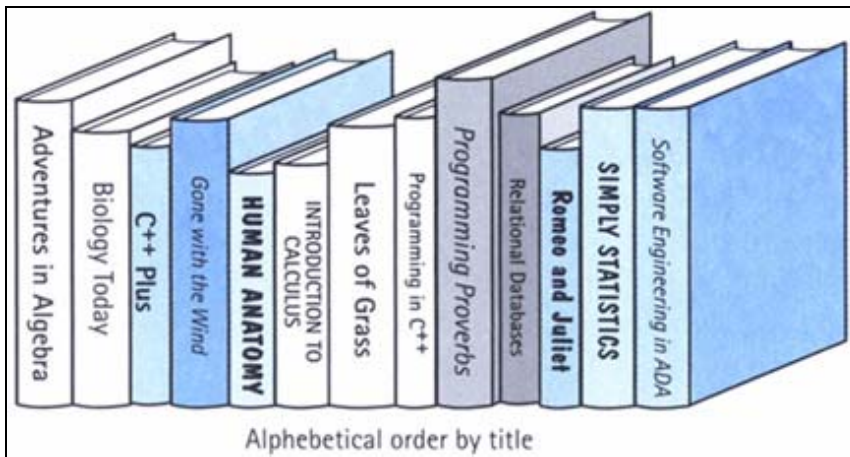 Adventures in Algebra
Biology Today
C++ Plus
Gone with the Wind
HUMAN ANATOMY
INTRODUCTION TO
CALCULUS
Leaves of Grass
Programming in C++
Programming Proverbs
Relational Databases
Romeo and Juliet
SIMPLY STATISTICS
Software Engineering in ADA
Alphebetical order by title